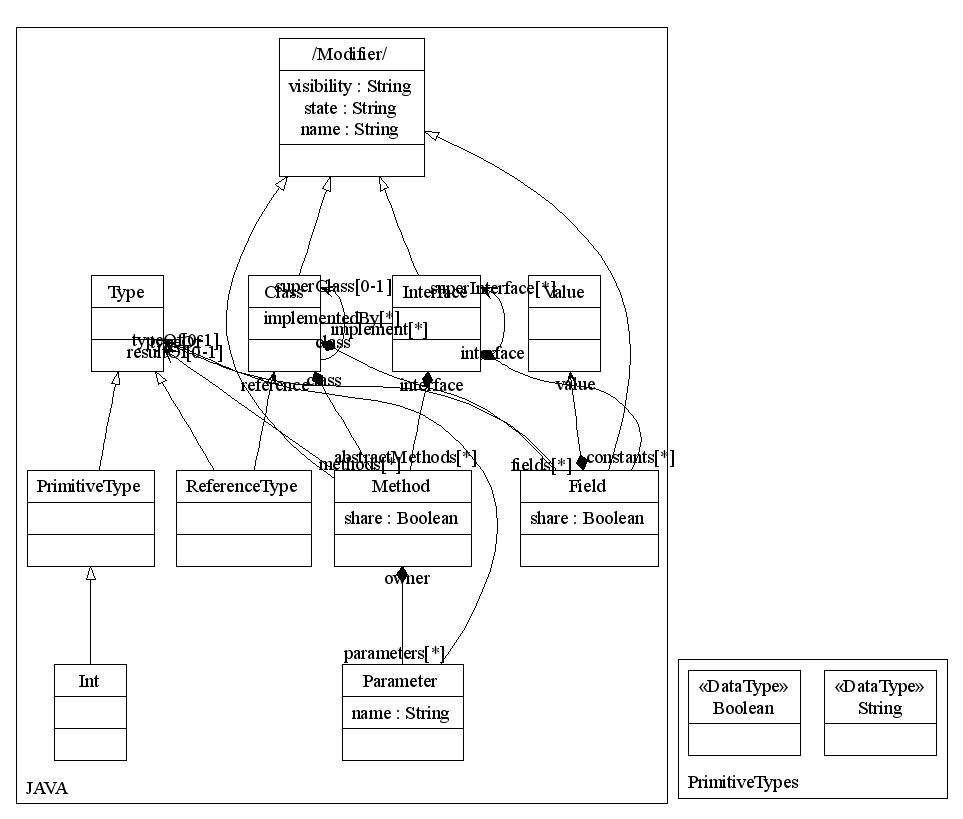 /Modifier/
visibility : String
state : String
name : String
Type
Class
superClass[0-1]
Interface
superInterface[*]
Value
implementedBy[*]
implement[*]
typeOf[0-1]
class
resultOf[0-1]
interface
reference
class
interface
value
methods[*]
abstractMethods[*]
fields[*]
constants[*]
PrimitiveType
ReferenceType
Method
share : Boolean
Field
share : Boolean
owner
parameters[*]
Int
Parameter
name : String
JAVA
«DataType»
Boolean
«DataType»
String
PrimitiveTypes